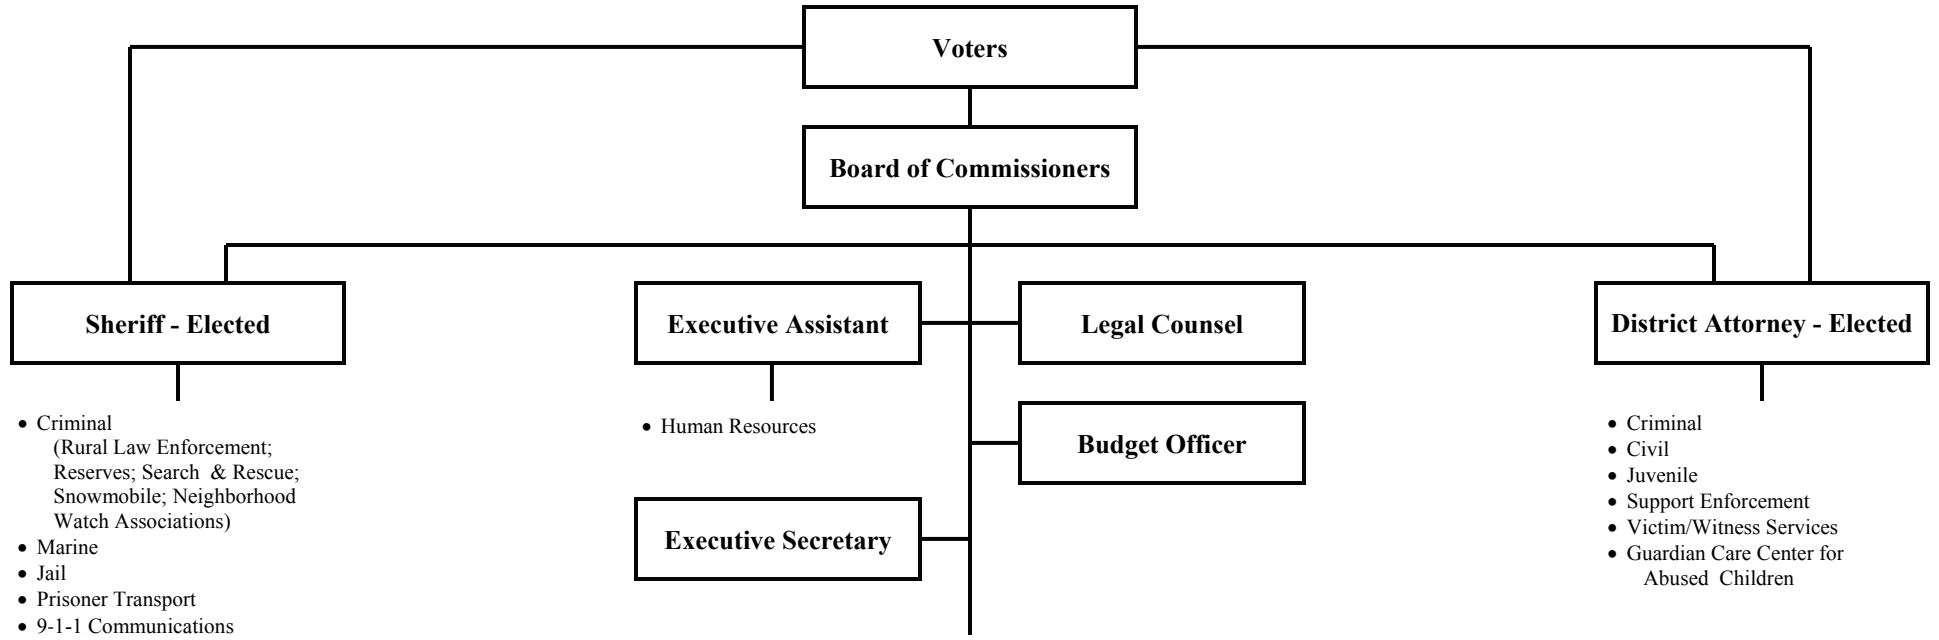 Voters
Board of Commissioners
Sheriff - Elected
Executive Assistant
Legal Counsel
District Attorney - Elected
• Criminal
(Rural Law Enforcement;
Reserves; Search & Rescue;
Snowmobile; Neighborhood
Watch Associations)
• Marine
• Jail
• Prisoner Transport
• 9-1-1 Communications
• Human Resources
Budget Officer
Executive Secretary
• Criminal
• Civil
• Juvenile
• Support Enforcement
• Victim/Witness Services
• Guardian Care Center for
Abused Children